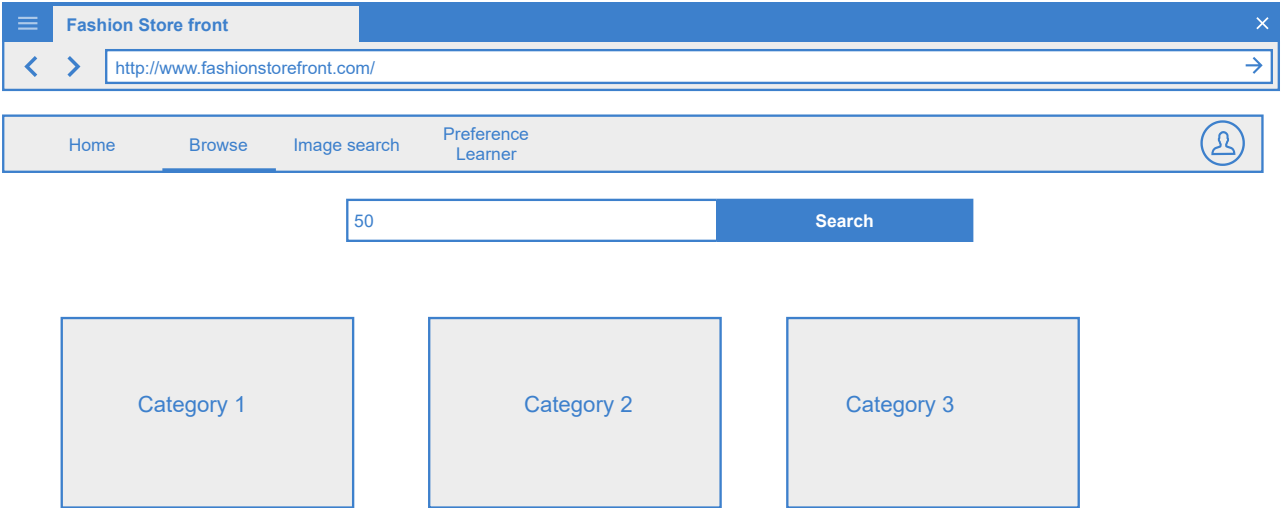 Fashion Store front
http://www.fashionstorefront.com/
Home
Browse
Image search
Preference
Learner
50
Search
Category 1
Category 2
Category 3